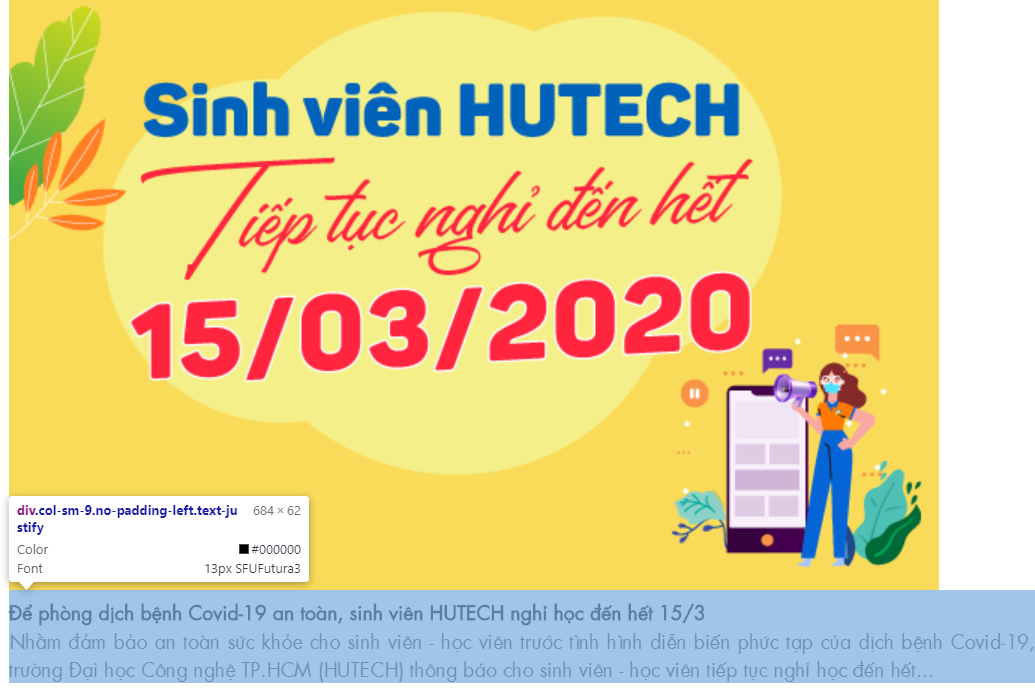 Sinh viên HUTECH
Tiếp tục nghỉ đến hết
15/03/2020
div.col-sm-9.no-padding-left.text-ju 684 × 62
stify
Color #000000
Font 13px SFUFutura3
Để phòng dịch bệnh Covid-19 an toàn, sinh viên HUTECH nghỉ học đến hết 15/3
Nhằm đảm bảo an toàn sức khỏe cho sinh viên - học viên trước tình hình diễn biến phức tạp của dịch bệnh Covid-19,
trường Đại học Công nghệ TP.HCM (HUTECH) thông báo cho sinh viên - học viên tiếp tục nghỉ học đến hết...